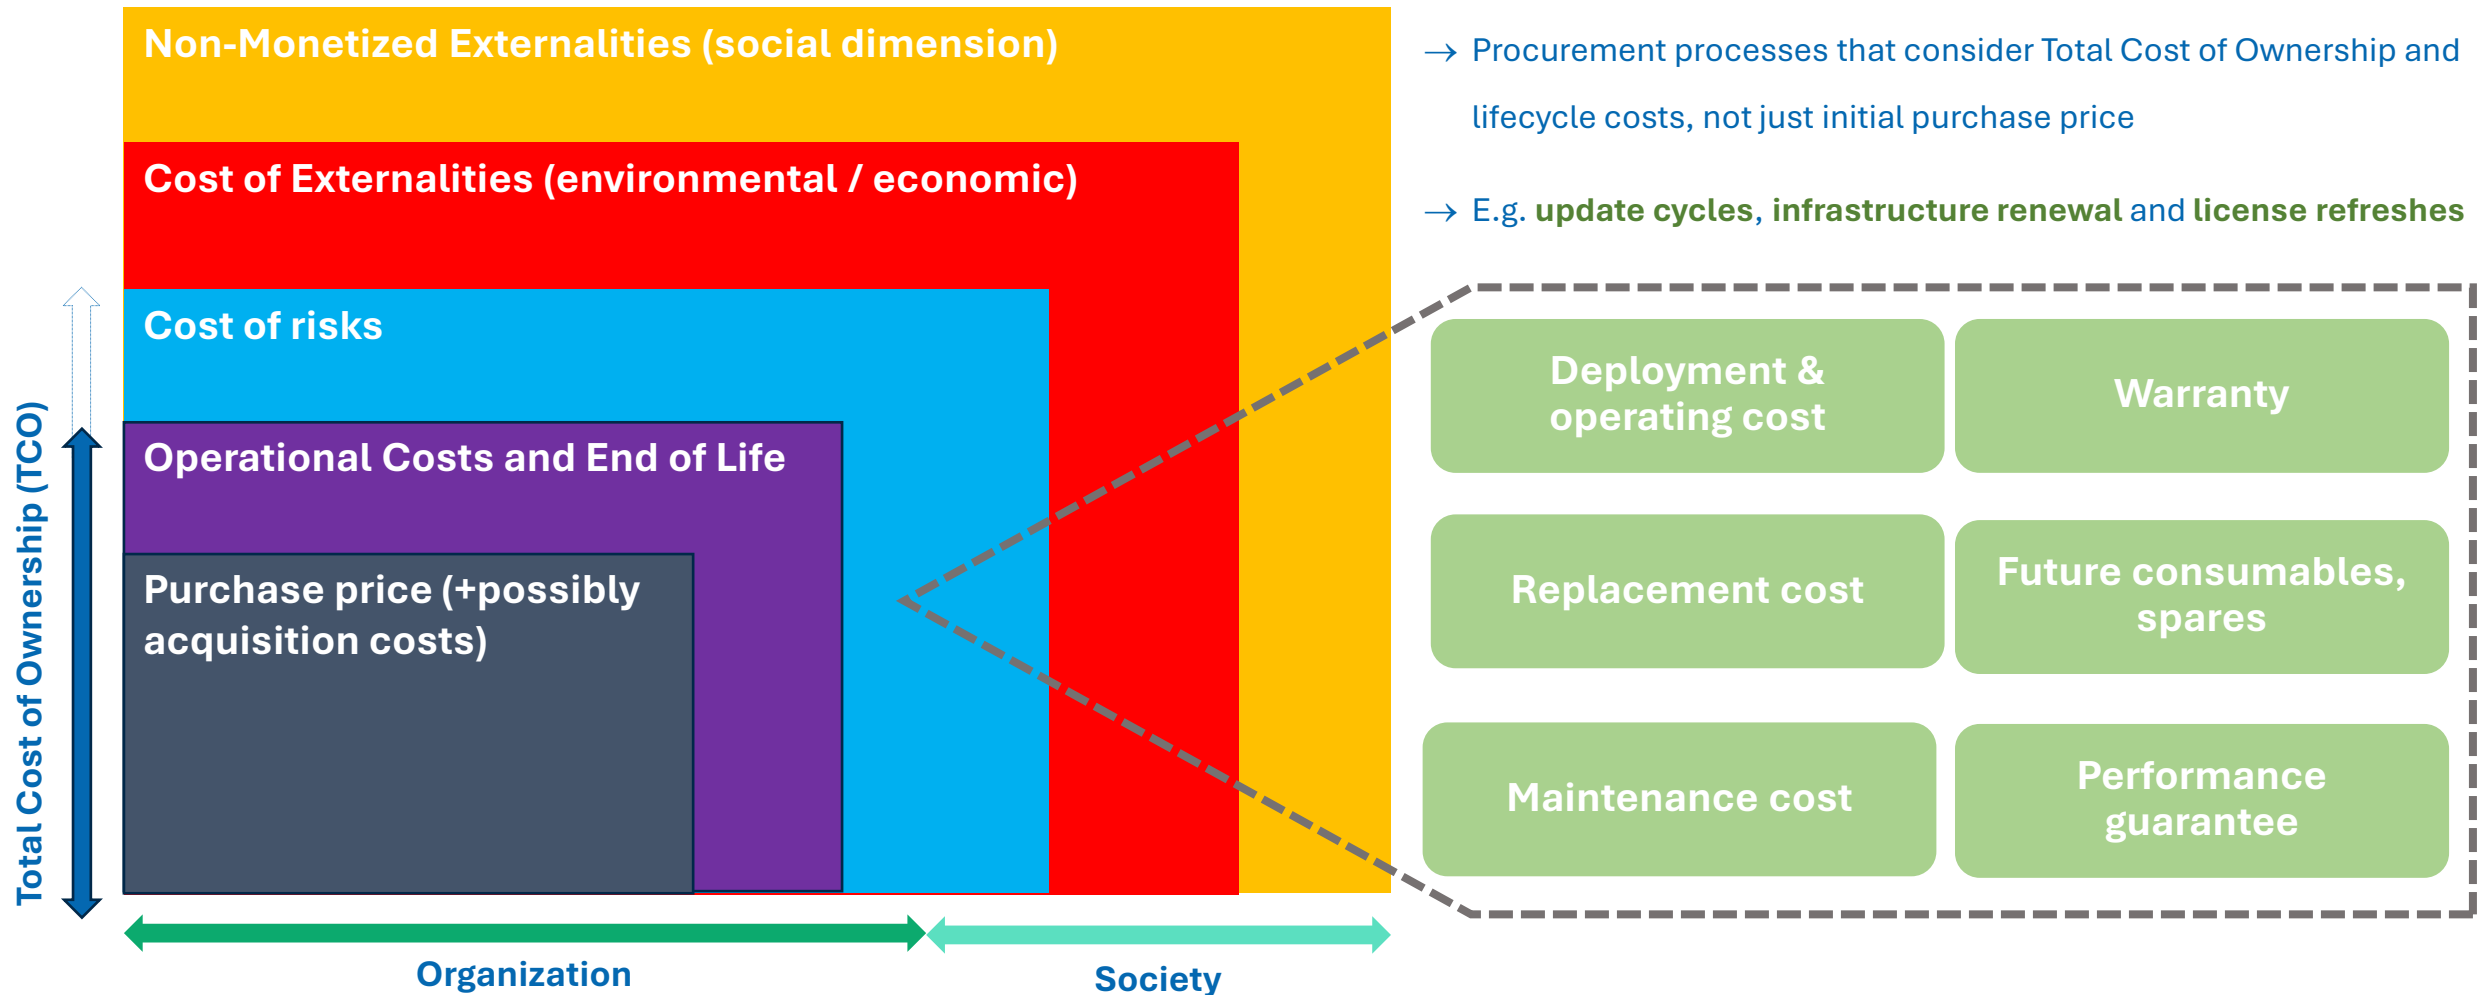 Non-Monetized Externalities (social dimension)
Cost of Externalities (environmental / economic)
Cost of risks
Operational Costs and End of Life
Purchase price (+possibly
acquisition costs)
Total Cost of Ownership (TCO)
Organization
Society
→ Procurement processes that consider Total Cost of Ownership and
lifecycle costs, not just initial purchase price
→ E.g. update cycles, infrastructure renewal and license refreshes
Deployment &
operating cost
Warranty
Replacement cost
Future consumables,
spares
Maintenance cost
Performance
guarantee